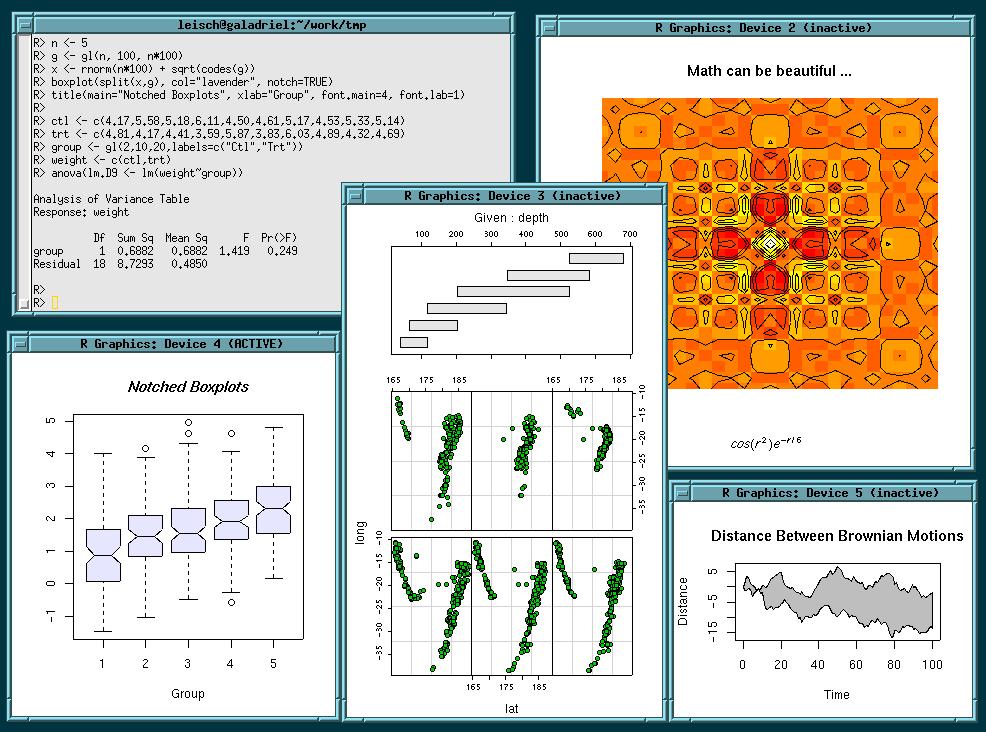 leisch@galadriel:~/work/tmp
R> n <- 5
R> g <- gl(n, 100, n*100)
R> x <- rnorm(n*100) + sqrt(codes(g))
R> boxplot(split(x,g), col="lavender", notch=TRUE)
R> title(main="Notched Boxplots", xlab="Group", font.main=4, font.lab=1)
R>
R> ctl <- c(4.17,5.58,5.18,6.11,4.50,4.61,5.17,4.53,5.33,5.14)
R> trt <- c(4.81,4.17,4.41,3.59,5.87,3.83,6.03,4.89,4.32,4.69)
R> group <- gl(2,10,20,labels=c("Ctl","Trt"))
R> weight <- c(ctl,trt)
R> anova(lm.D9 <- lm(weight~group))
Analysis of Variance Table
Response: weight
Df Sum Sq Mean Sq F Pr(>F)
group 1 0.6882 0.6882 1.419 0.249
Residual 18 8.7293 0.4850
R>
R>
R Graphics: Device 2 (inactive)
Math can be beautiful ...
cos(r²)e^(-r/6)
R Graphics: Device 3 (inactive)
Given : depth
100 200 300 400 500 600 700
165 175 185 165 175 185
-10
-15
-20
-25
-30
-35
-10
-15
-20
-25
-30
-35
long
165 175 185
lat
R Graphics: Device 4 (ACTIVE)
Notched Boxplots
5
4
3
2
1
0
-1
1 2 3 4 5
Group
R Graphics: Device 5 (inactive)
Distance Between Brownian Motions
Distance
5
-5
-15
0 20 40 60 80 100
Time